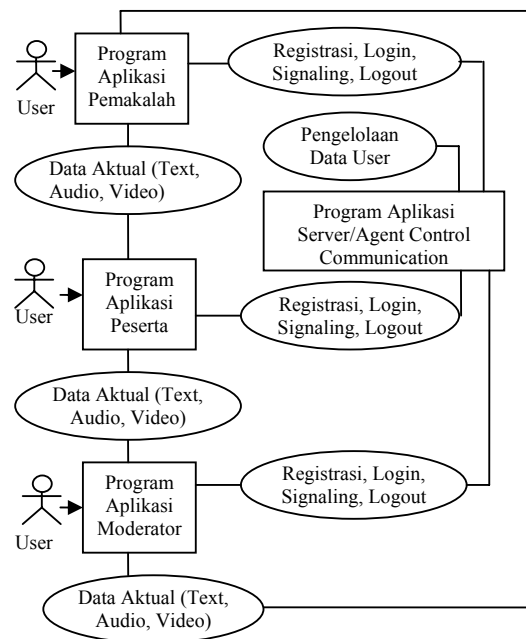 Program
Aplikasi
Pemakalah
Registrasi, Login,
Signaling, Logout
User
Pengelolaan
Data User
Data Aktual (Text,
Audio, Video)
Program Aplikasi
Server/Agent Control
Communication
Program
Aplikasi
Peserta
User
Registrasi, Login,
Signaling, Logout
Data Aktual (Text,
Audio, Video)
Program
Aplikasi
Moderator
Registrasi, Login,
Signaling, Logout
User
Data Aktual (Text,
Audio, Video)